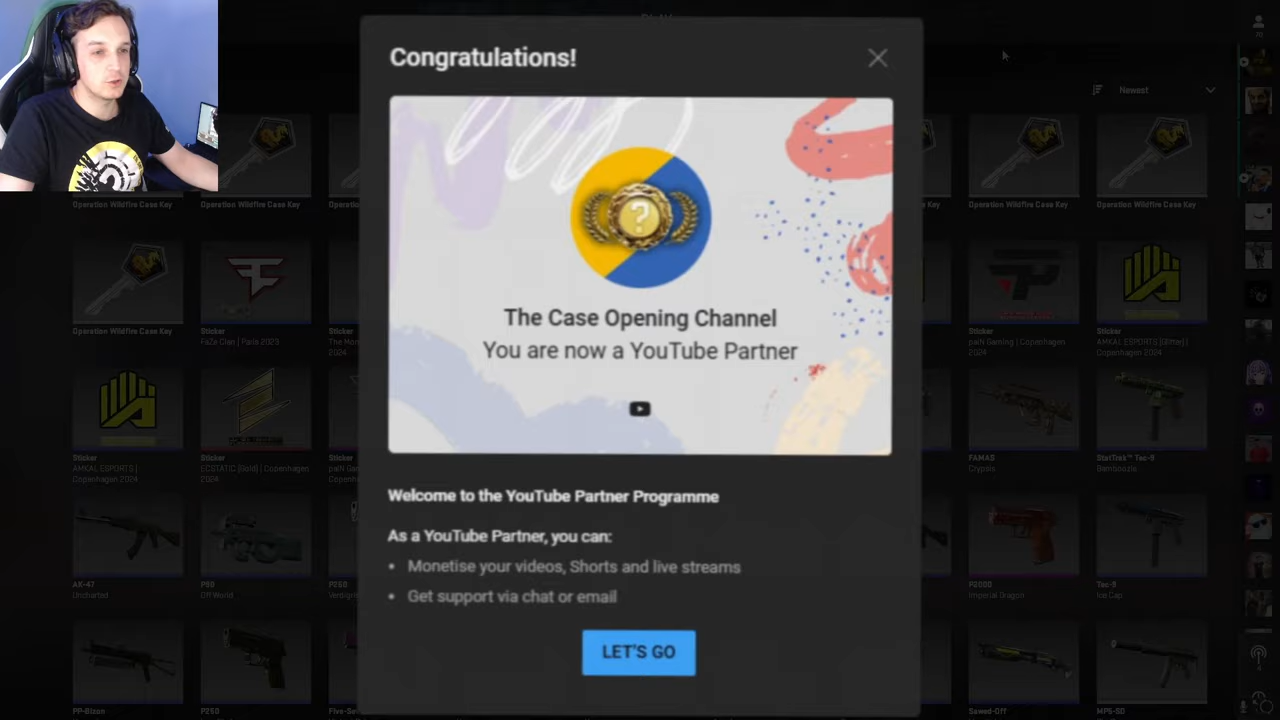 Congratulations!
Newest
The Case Opening Channel
You are now a YouTube Partner
Welcome to the YouTube Partner Programme
As a YouTube Partner, you can:
• Monetise your videos, Shorts and live streams
• Get support via chat or email
LET'S GO
Operation Wildfire Case Key
Operation Wildfire Case Key
Operation Wildfire Case Key
Operation Wildfire Case Key
Operation Wildfire Case Key
Sticker
FaZe Clan | Paris 2023
Sticker
Sticker
paiN Gaming | Copenhagen
2024
Sticker
AMKAL ESPORTS (Glitter) |
Copenhagen 2024
Sticker
AMKAL ESPORTS |
Copenhagen 2024
Sticker
ECSTATIC (Gold) | Copenhagen
2024
Sticker
FAMAS
Crypsis
StatTrak™ Tec-9
Bamboozle
AK-47
Uncharted
P90
Off World
P250
P2000
Imperial Dragon
Tec-9
Ice Cap
PP-Bizon
P250
Sawed-Off
MP5-SD